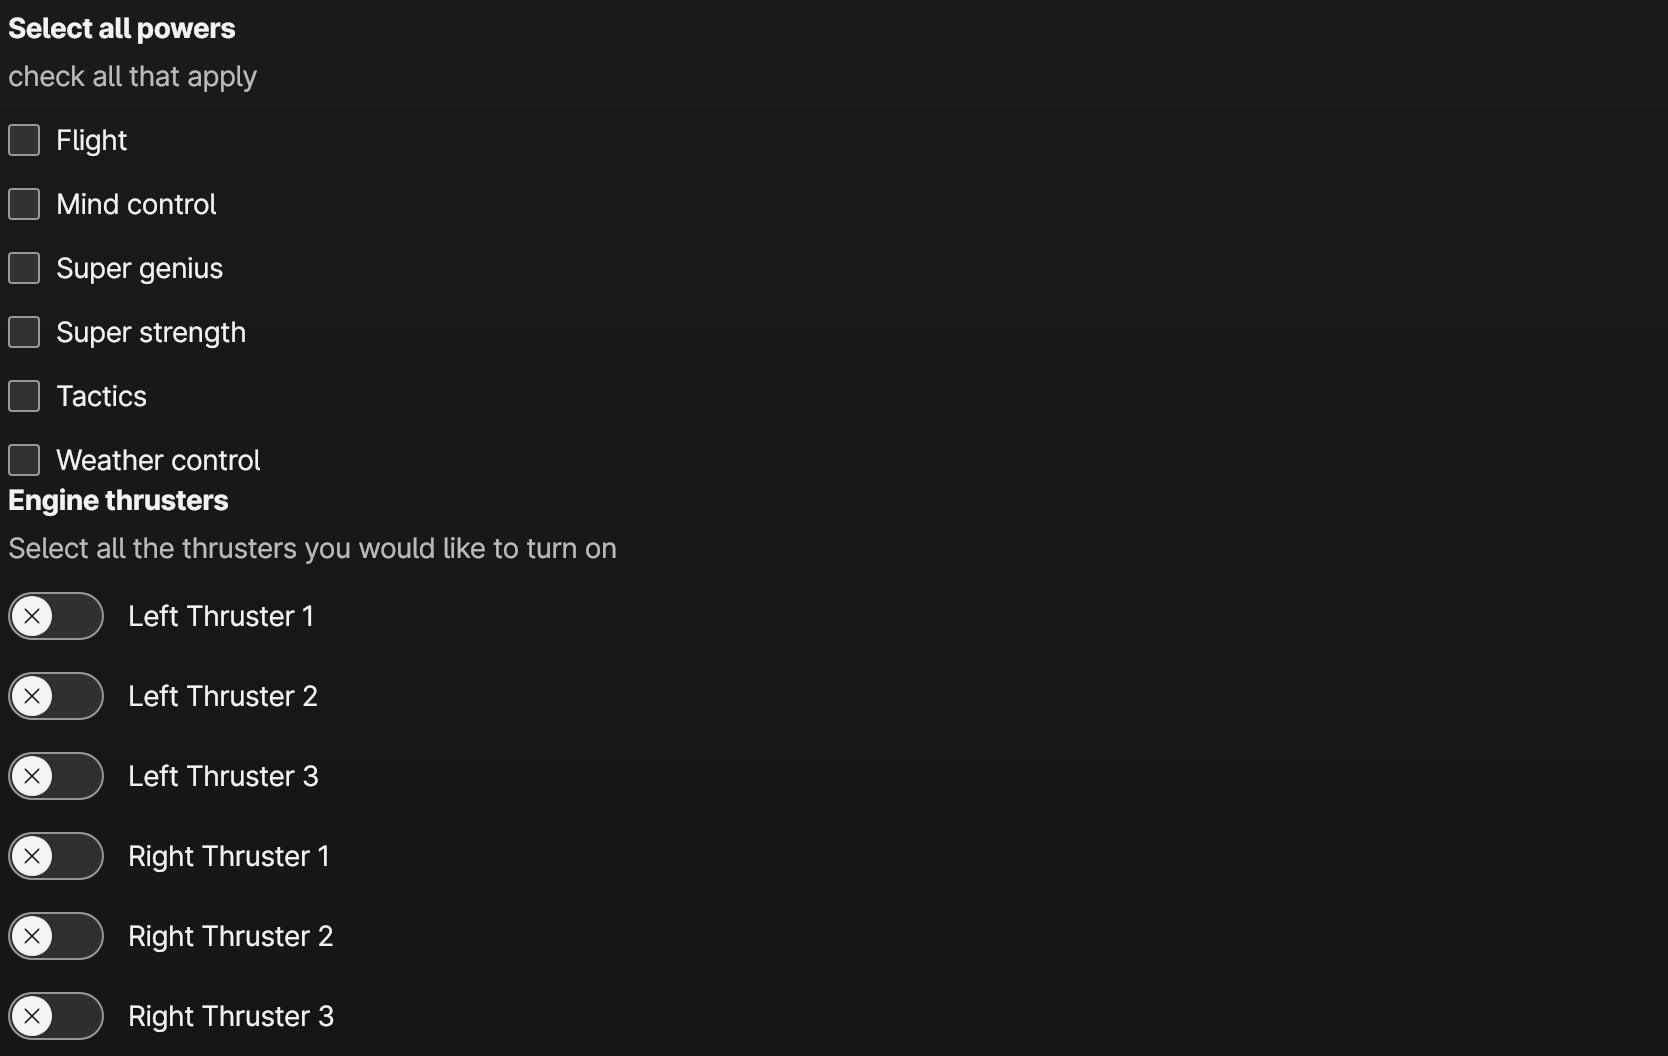 Select all powers
check all that apply
Flight
Mind control
Super genius
Super strength
Tactics
Weather control
Engine thrusters
Select all the thrusters you would like to turn on
Left Thruster 1
Left Thruster 2
Left Thruster 3
Right Thruster 1
Right Thruster 2
Right Thruster 3